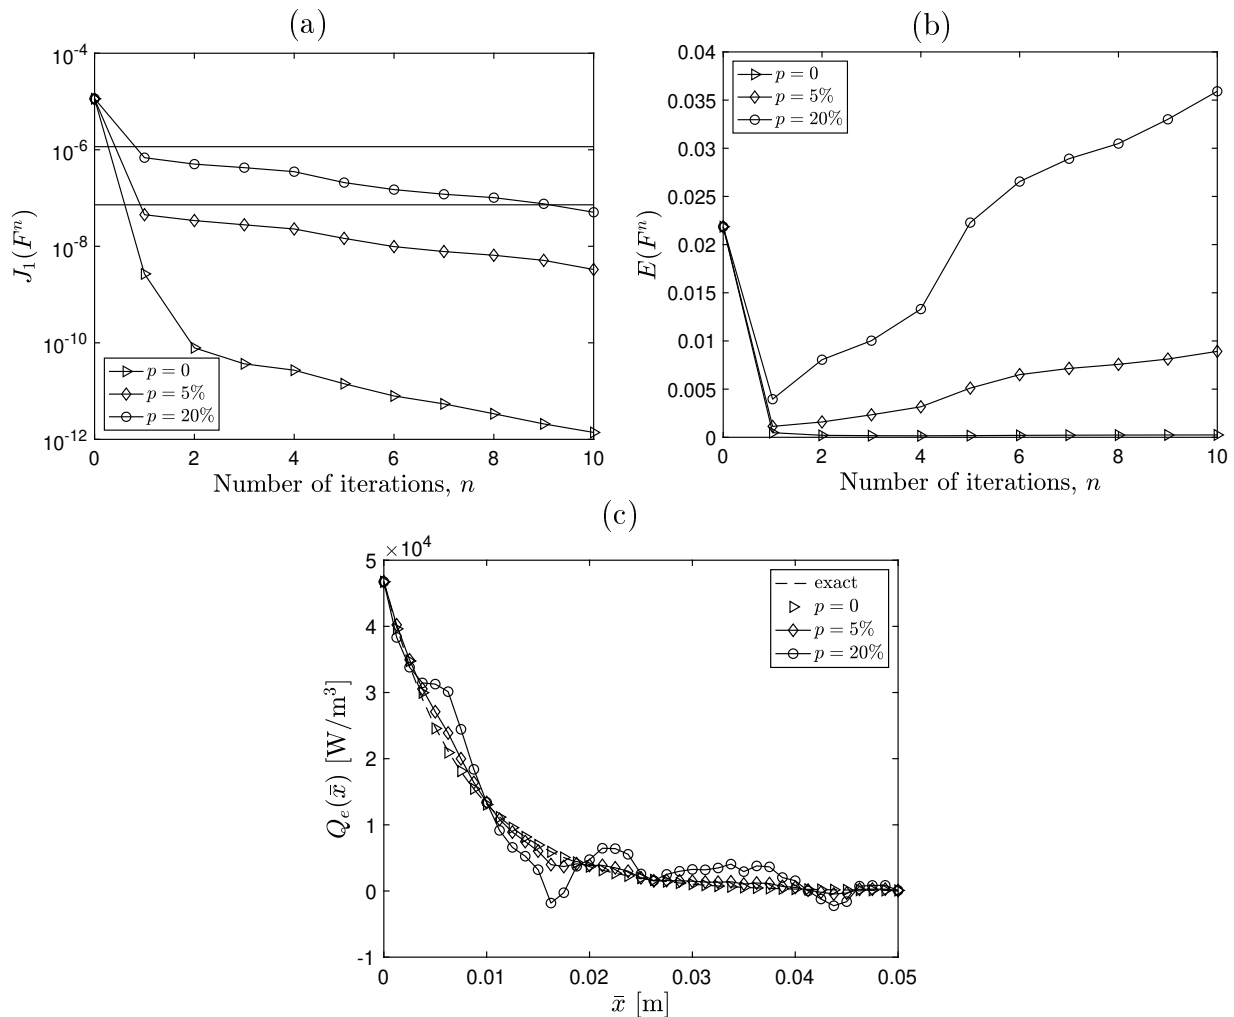 (a)
10^-4
10^-6
10^-8
10^-10
10^-12
J_1(F^n)
p = 0
p = 5%
p = 20%
0 2 4 6 8 10
Number of iterations, n
(b)
0.04
0.035
0.03
0.025
0.02
0.015
0.01
0.005
0
E(F^n)
p = 0
p = 5%
p = 20%
0 2 4 6 8 10
Number of iterations, n
(c)
×10^4
5
4
3
2
1
0
-1
Q_e(x̄) [W/m^3]
exact
p = 0
p = 5%
p = 20%
0 0.01 0.02 0.03 0.04 0.05
x̄ [m]